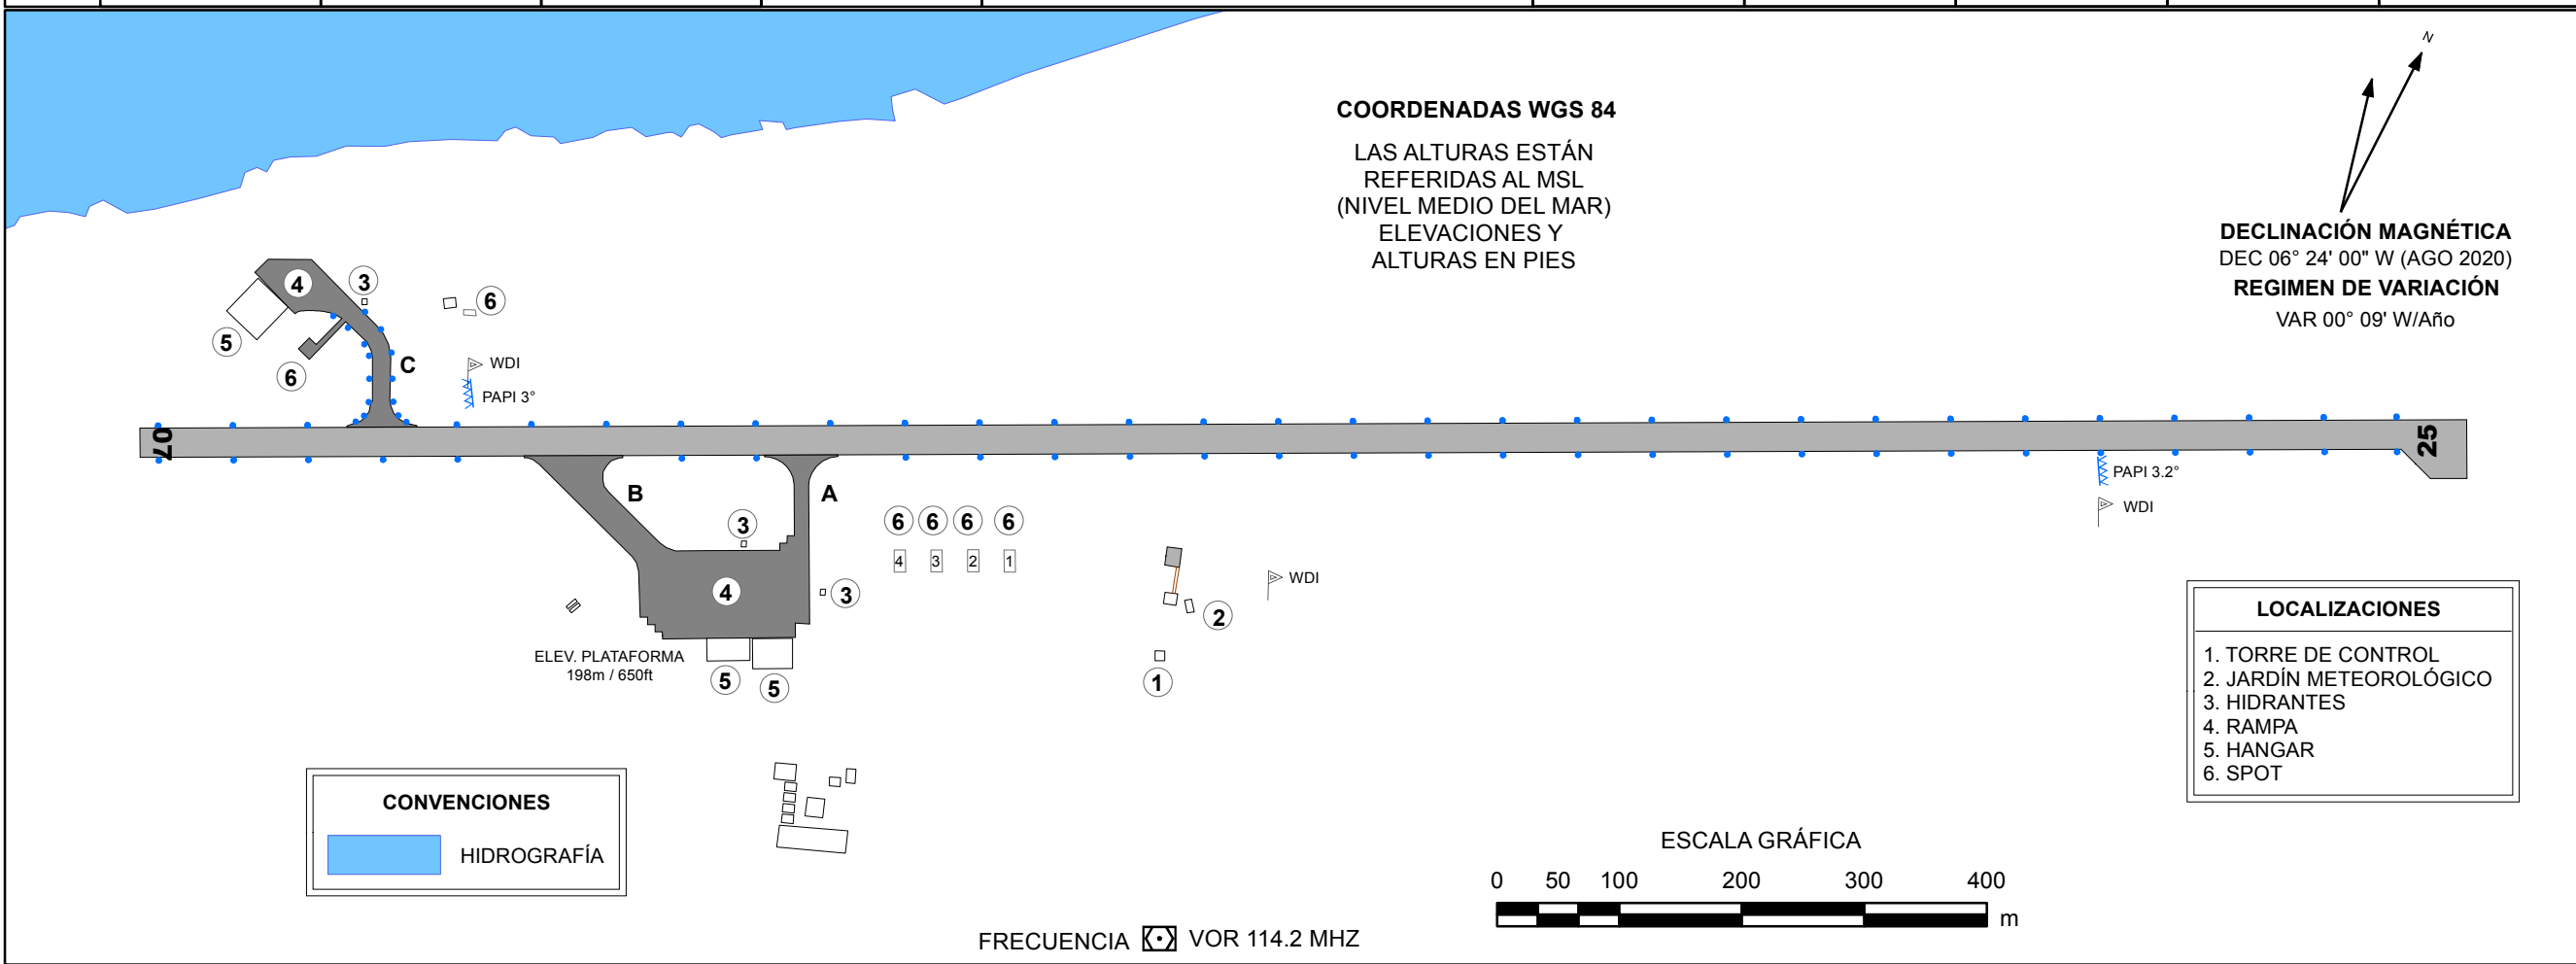 N
COORDENADAS WGS 84
LAS ALTURAS ESTÁN
REFERIDAS AL MSL
(NIVEL MEDIO DEL MAR)
ELEVACIONES Y
ALTURAS EN PIES
DECLINACIÓN MAGNÉTICA
DEC 06° 24' 00" W (AGO 2020)
REGIMEN DE VARIACIÓN
VAR 00° 09' W/Año
4
3
6
5
6
C
WDI
PAPI 3°
07
25
B
A
PAPI 3.2°
WDI
3
6 6 6 6
4 3 2 1
4
3
WDI
2
1
ELEV. PLATAFORMA
198m / 650ft
5
5
LOCALIZACIONES
1. TORRE DE CONTROL
2. JARDÍN METEOROLÓGICO
3. HIDRANTES
4. RAMPA
5. HANGAR
6. SPOT
CONVENCIONES
HIDROGRAFÍA
ESCALA GRÁFICA
0 50 100 200 300 400
m
FRECUENCIA VOR 114.2 MHZ